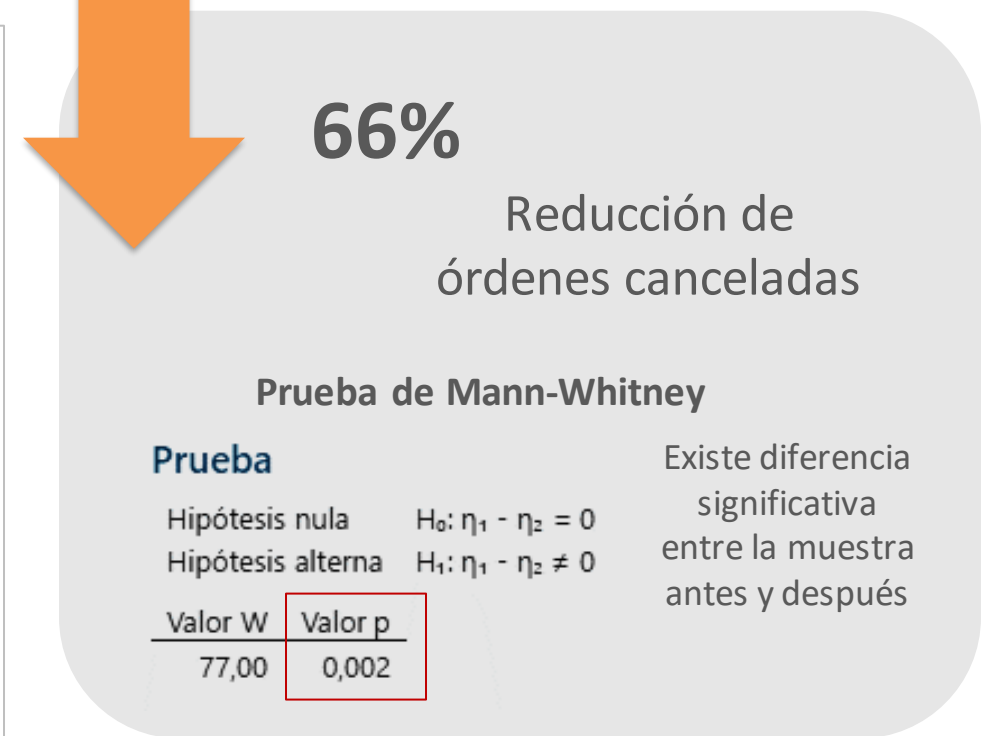 66%
Reducción de
órdenes canceladas
Prueba de Mann-Whitney
Prueba
Hipótesis nula H₀: η₁ - η₂ = 0
Hipótesis alterna H₁: η₁ - η₂ ≠ 0
Valor W Valor p
77,00 0,002
Existe diferencia
significativa
entre la muestra
antes y después